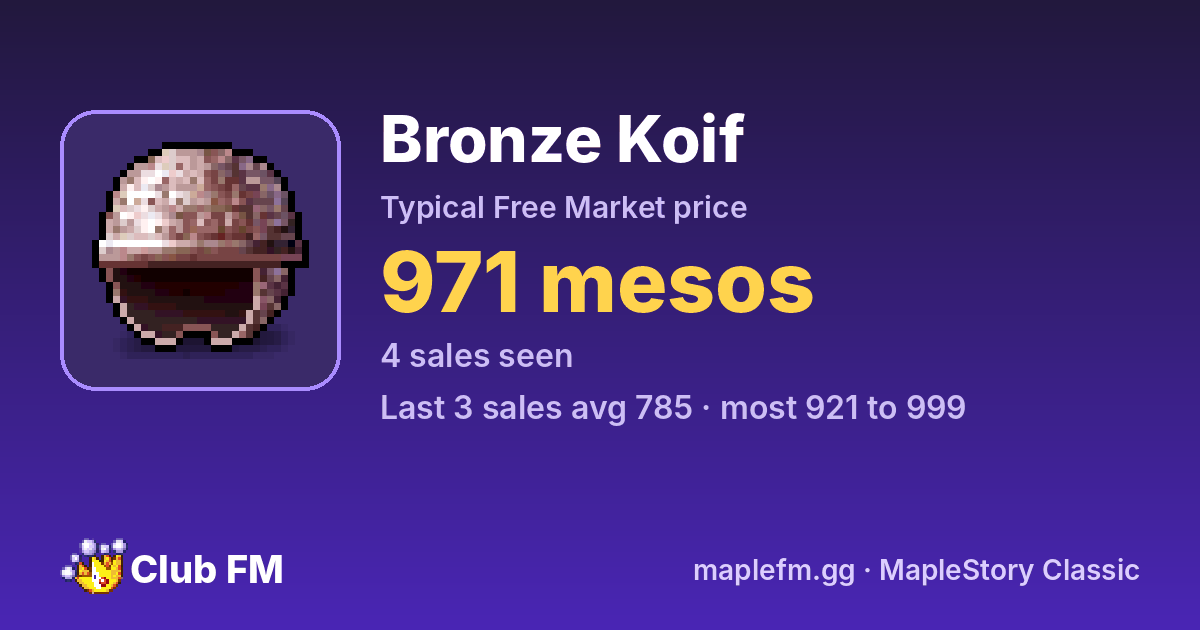 Bronze Koif
Typical Free Market price
971 mesos
4 sales seen
Last 3 sales avg 785 · most 921 to 999
Club FM
maplefm.gg · MapleStory Classic